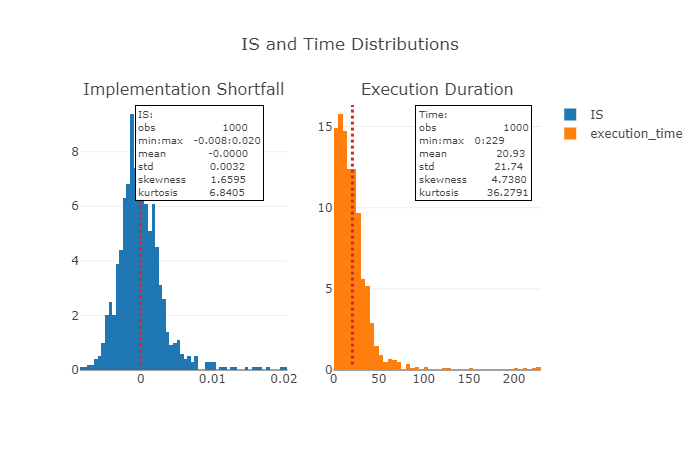 IS and Time Distributions
Implementation Shortfall
Execution Duration
IS:
obs 1000
min:max -0.008:0.020
mean -0.0000
std 0.0032
skewness 1.6595
kurtosis 6.8405
Time:
obs 1000
min:max 0:229
mean 20.93
std 21.74
skewness 4.7380
kurtosis 36.2791
IS
execution_time
8
6
4
2
0
0 0.01 0.02
15
10
5
0
0 50 100 150 200